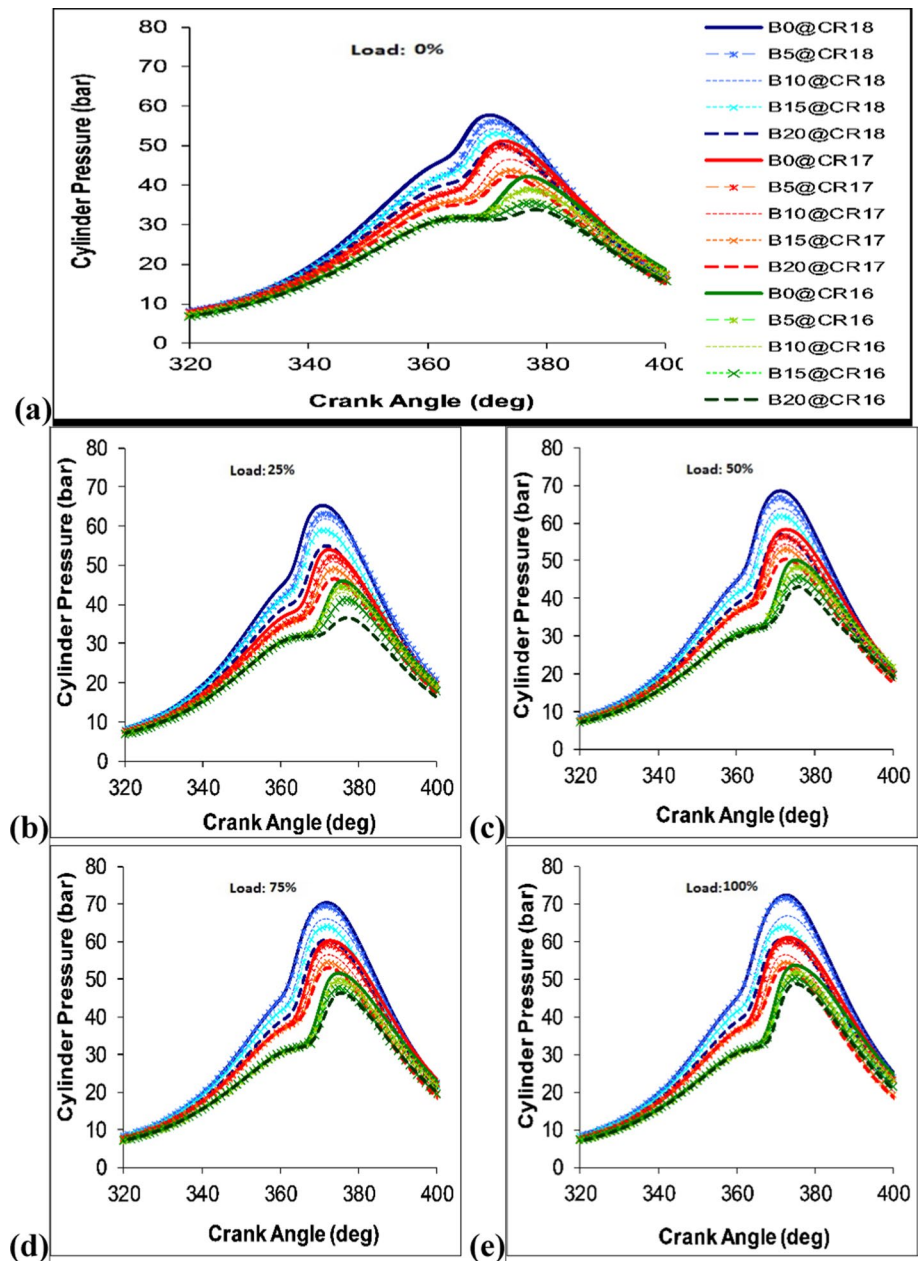 80
70
60
50
40
30
20
10
0
Cylinder Pressure (bar)
Load: 0%
320 340 360 380 400
Crank Angle (deg)
B0@CR18
B5@CR18
B10@CR18
B15@CR18
B20@CR18
B0@CR17
B5@CR17
B10@CR17
B15@CR17
B20@CR17
B0@CR16
B5@CR16
B10@CR16
B15@CR16
B20@CR16
(a)
80
70
60
50
40
30
20
10
0
Cylinder Pressure (bar)
Load: 25%
320 340 360 380 400
Crank Angle (deg)
(b)
80
70
60
50
40
30
20
10
0
Cylinder Pressure (bar)
Load: 50%
320 340 360 380 400
Crank Angle (deg)
(c)
80
70
60
50
40
30
20
10
0
Cylinder Pressure (bar)
Load: 75%
320 340 360 380 400
Crank Angle (deg)
(d)
80
70
60
50
40
30
20
10
0
Cylinder Pressure (bar)
Load: 100%
320 340 360 380 400
Crank Angle (deg)
(e)